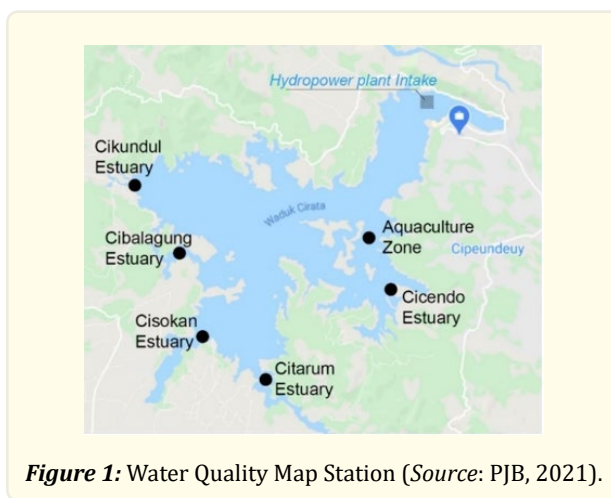 Hydropower plant Intake
Cikundul
Estuary
Waduk Cirata
Cibalagung
Estuary
Aquaculture
Zone
Cipeundeuy
Cicendo
Estuary
Cisokan
Estuary
Citarum
Estuary
Figure 1: Water Quality Map Station (Source: PJB, 2021).